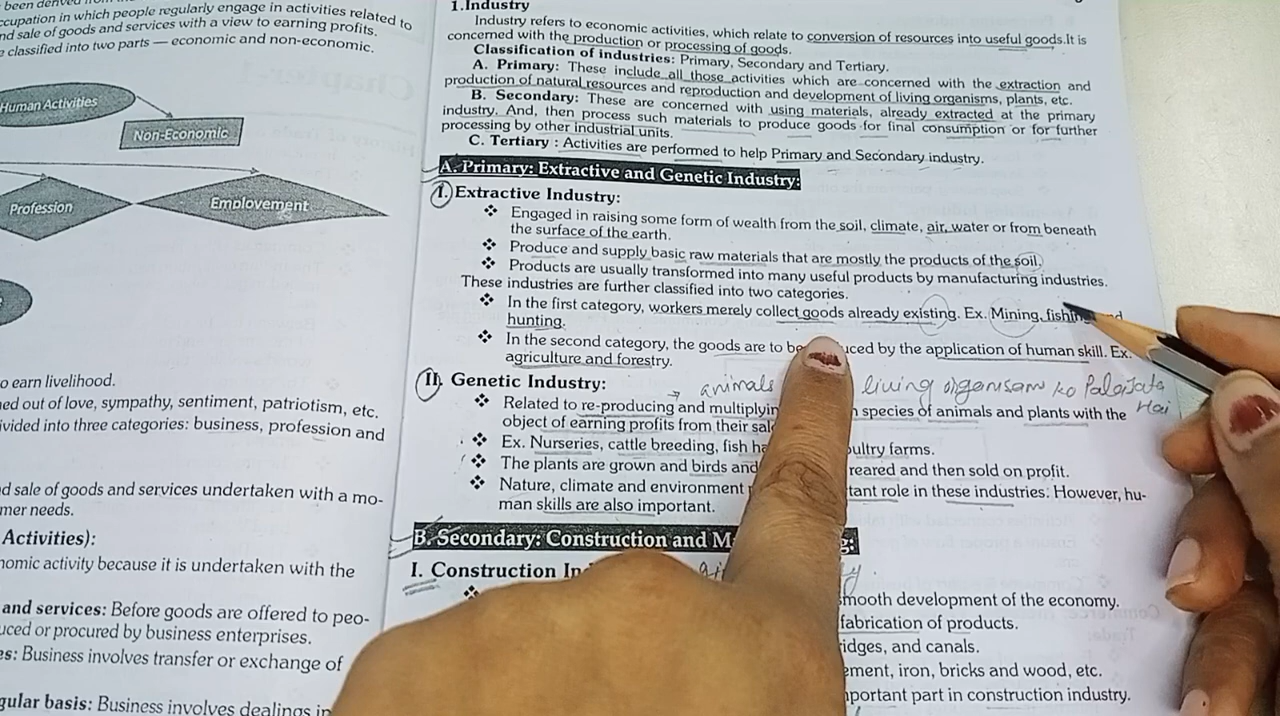 been derived
ccupation in which people regularly engage in activities related to
nd sale of goods and services with a view to earning profits.
classified into two parts — economic and non-economic.
Human Activities
Non-Economic
Profession
Emplovement
o earn livelihood.
ned out of love, sympathy, sentiment, patriotism, etc.
ivided into three categories: business, profession and
d sale of goods and services undertaken with a mo-
mer needs.
Activities):
nomic activity because it is undertaken with the
and services: Before goods are offered to peo-
uced or procured by business enterprises.
es: Business involves transfer or exchange of
gular basis: Business involves dealings in
1.Industry
Industry refers to economic activities, which relate to conversion of resources into useful goods.It is
concerned with the production or processing of goods.
Classification of industries: Primary, Secondary and Tertiary.
A. Primary: These include all those activities which are concerned with the extraction and
production of natural resources and reproduction and development of living organisms, plants, etc.
B. Secondary: These are concerned with using materials, already extracted at the primary
industry. And, then process such materials to produce goods for final consumption or for further
processing by other industrial units.
C. Tertiary : Activities are performed to help Primary and Secondary industry.
A. Primary: Extractive and Genetic Industry:
I. Extractive Industry:
❖ Engaged in raising some form of wealth from the soil, climate, air, water or from beneath
the surface of the earth.
❖ Produce and supply basic raw materials that are mostly the products of the soil.
❖ Products are usually transformed into many useful products by manufacturing industries.
These industries are further classified into two categories.
❖ In the first category, workers merely collect goods already existing. Ex. Mining, fishin
hunting.
❖ In the second category, the goods are to be uced by the application of human skill. Ex.
agriculture and forestry.
II. Genetic Industry:
→ animals living organism ko Pala Jata
Hai
❖ Related to re-producing and multiplyin species of animals and plants with the
object of earning profits from their sal
❖ Ex. Nurseries, cattle breeding, fish ha oultry farms.
❖ The plants are grown and birds and reared and then sold on profit.
❖ Nature, climate and environment tant role in these industries. However, hu-
man skills are also important.
B. Secondary: Construction and M g:
I. Construction In
❖ smooth development of the economy.
fabrication of products.
ridges, and canals.
ement, iron, bricks and wood, etc.
portant part in construction industry.